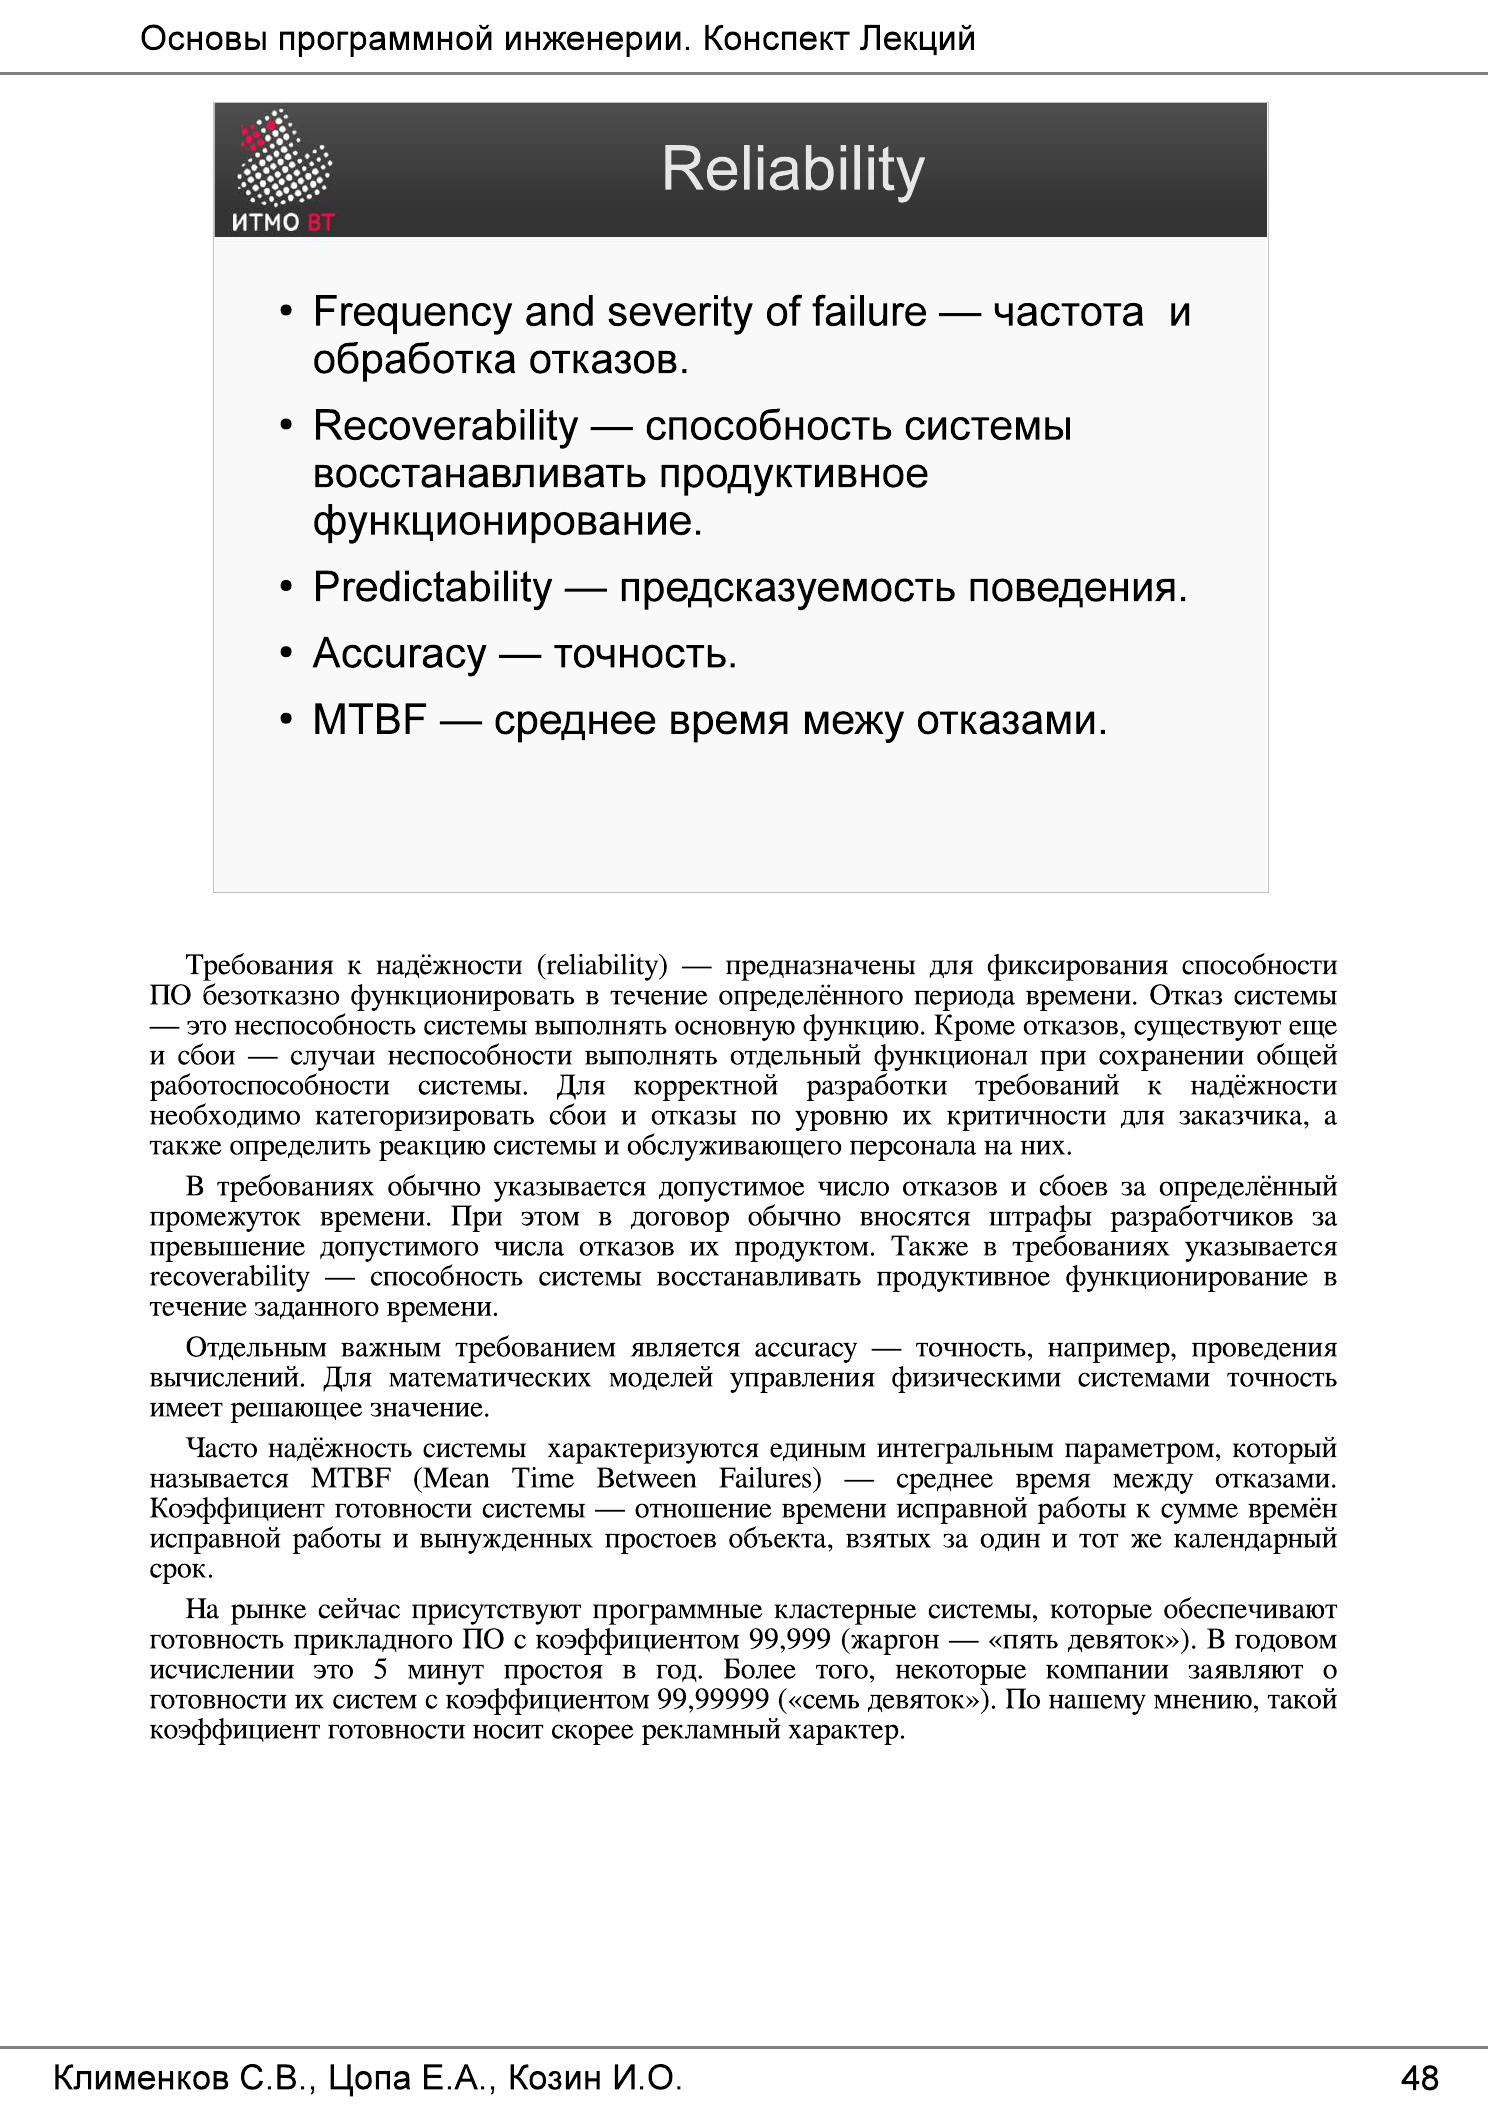 Основы программной инженерии. Конспект Лекций
ИТМО ВТ
Reliability
• Frequency and severity of failure — частота и
обработка отказов.
• Recoverability — способность системы
восстанавливать продуктивное
функционирование.
• Predictability — предсказуемость поведения.
• Accuracy — точность.
• MTBF — среднее время межу отказами.
Требования к надёжности (reliability) — предназначены для фиксирования способности
ПО безотказно функционировать в течение определённого периода времени. Отказ системы
— это неспособность системы выполнять основную функцию. Кроме отказов, существуют еще
и сбои — случаи неспособности выполнять отдельный функционал при сохранении общей
работоспособности системы. Для корректной разработки требований к надёжности
необходимо категоризировать сбои и отказы по уровню их критичности для заказчика, а
также определить реакцию системы и обслуживающего персонала на них.
В требованиях обычно указывается допустимое число отказов и сбоев за определённый
промежуток времени. При этом в договор обычно вносятся штрафы разработчиков за
превышение допустимого числа отказов их продуктом. Также в требованиях указывается
recoverability — способность системы восстанавливать продуктивное функционирование в
течение заданного времени.
Отдельным важным требованием является accuracy — точность, например, проведения
вычислений. Для математических моделей управления физическими системами точность
имеет решающее значение.
Часто надёжность системы характеризуются единым интегральным параметром, который
называется MTBF (Mean Time Between Failures) — среднее время между отказами.
Коэффициент готовности системы — отношение времени исправной работы к сумме времён
исправной работы и вынужденных простоев объекта, взятых за один и тот же календарный
срок.
На рынке сейчас присутствуют программные кластерные системы, которые обеспечивают
готовность прикладного ПО с коэффициентом 99,999 (жаргон — «пять девяток»). В годовом
исчислении это 5 минут простоя в год. Более того, некоторые компании заявляют о
готовности их систем с коэффициентом 99,99999 («семь девяток»). По нашему мнению, такой
коэффициент готовности носит скорее рекламный характер.
Клименков С.В., Цопа Е.А., Козин И.О.
48